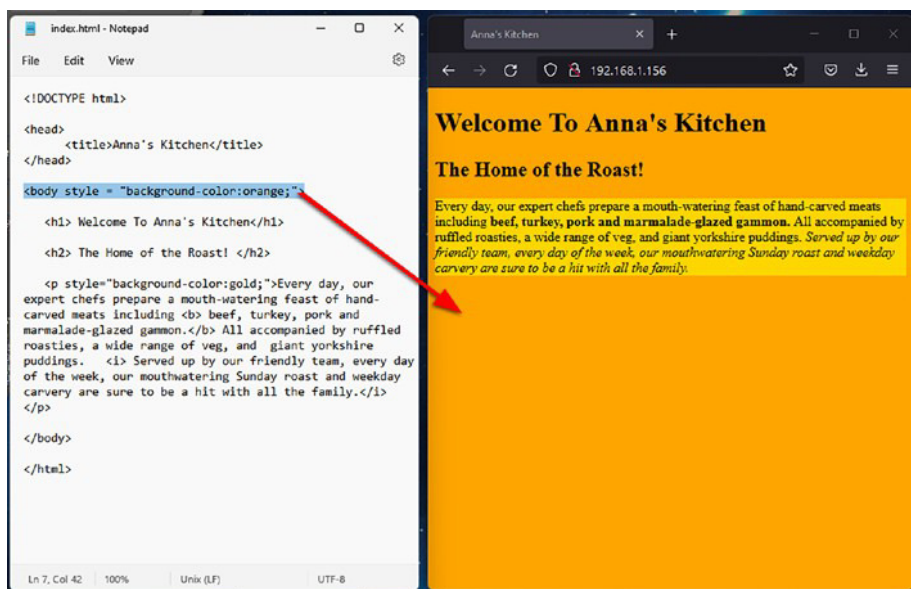 index.html - Notepad
File Edit View
<!DOCTYPE html>
<head>
<title>Anna's Kitchen</title>
</head>
<body style = "background-color:orange;">
<h1> Welcome To Anna's Kitchen</h1>
<h2> The Home of the Roast! </h2>
<p style="background-color:gold;">Every day, our
expert chefs prepare a mouth-watering feast of hand-
carved meats including <b> beef, turkey, pork and
marmalade-glazed gammon.</b> All accompanied by ruffled
roasties, a wide range of veg, and  giant yorkshire
puddings.   <i> Served up by our friendly team, every day
of the week, our mouthwatering Sunday roast and weekday
carvery are sure to be a hit with all the family.</i>
</p>
</body>
</html>
Ln 7, Col 42 100% Unix (LF) UTF-8
Anna's Kitchen
192.168.1.156
Welcome To Anna's Kitchen
The Home of the Roast!
Every day, our expert chefs prepare a mouth-watering feast of hand-carved meats
including beef, turkey, pork and marmalade-glazed gammon. All accompanied by
ruffled roasties, a wide range of veg, and giant yorkshire puddings. Served up by our
friendly team, every day of the week, our mouthwatering Sunday roast and weekday
carvery are sure to be a hit with all the family.